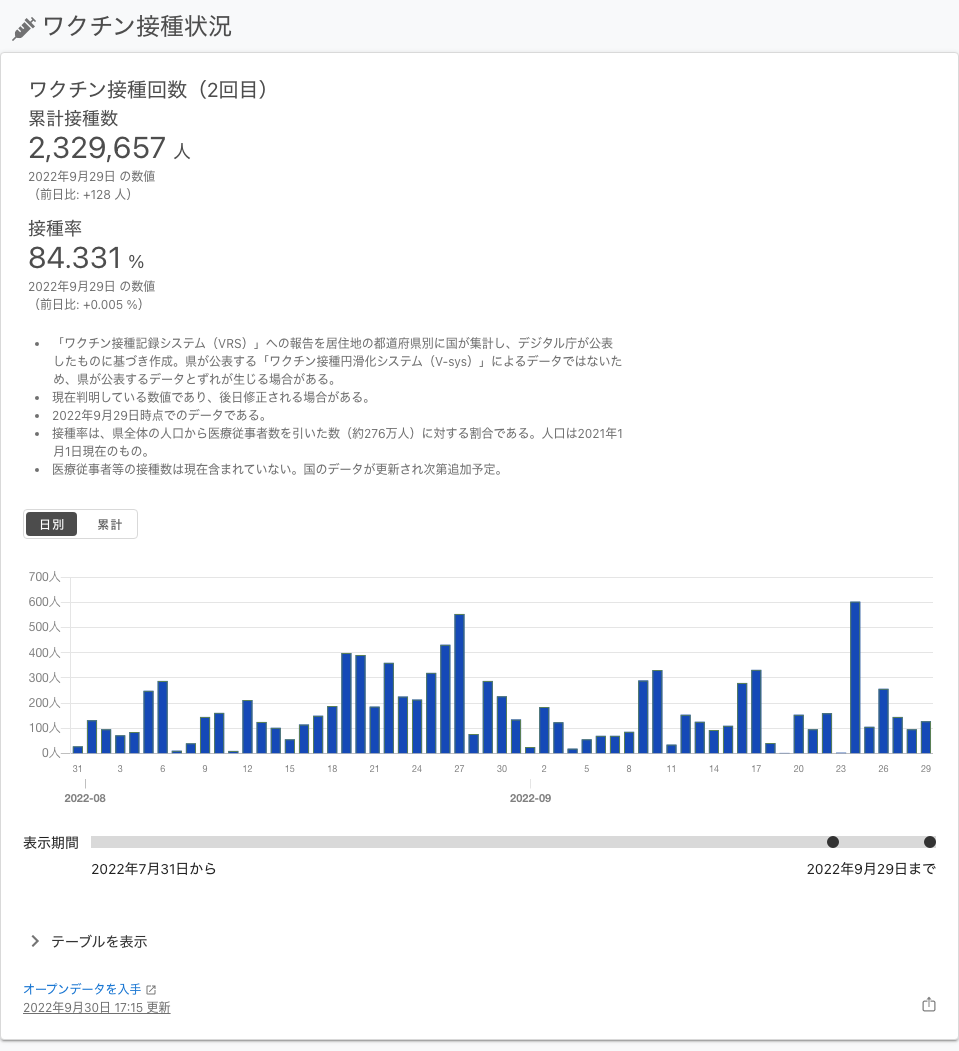 ワクチン接種状況
ワクチン接種回数（2回目）
累計接種数
2,329,657 人
2022年9月29日 の数値
（前日比: +128 人）
接種率
84.331 %
2022年9月29日 の数値
（前日比: +0.005 %）
• 「ワクチン接種記録システム（VRS）」への報告を居住地の都道府県別に国が集計し、デジタル庁が公表
したものに基づき作成。県が公表する「ワクチン接種円滑化システム（V-sys）」によるデータではないた
め、県が公表するデータとずれが生じる場合がある。
• 現在判明している数値であり、後日修正される場合がある。
• 2022年9月29日時点でのデータである。
• 接種率は、県全体の人口から医療従事者数を引いた数（約276万人）に対する割合である。人口は2021年1
月1日現在のもの。
• 医療従事者等の接種数は現在含まれていない。国のデータが更新され次第追加予定。
日別 累計
700人
600人
500人
400人
300人
200人
100人
0人
31 3 6 9 12 15 18 21 24 27 30 2 5 8 11 14 17 20 23 26 29
2022-08 2022-09
表示期間
2022年7月31日から 2022年9月29日まで
テーブルを表示
オープンデータを入手
2022年9月30日 17:15 更新